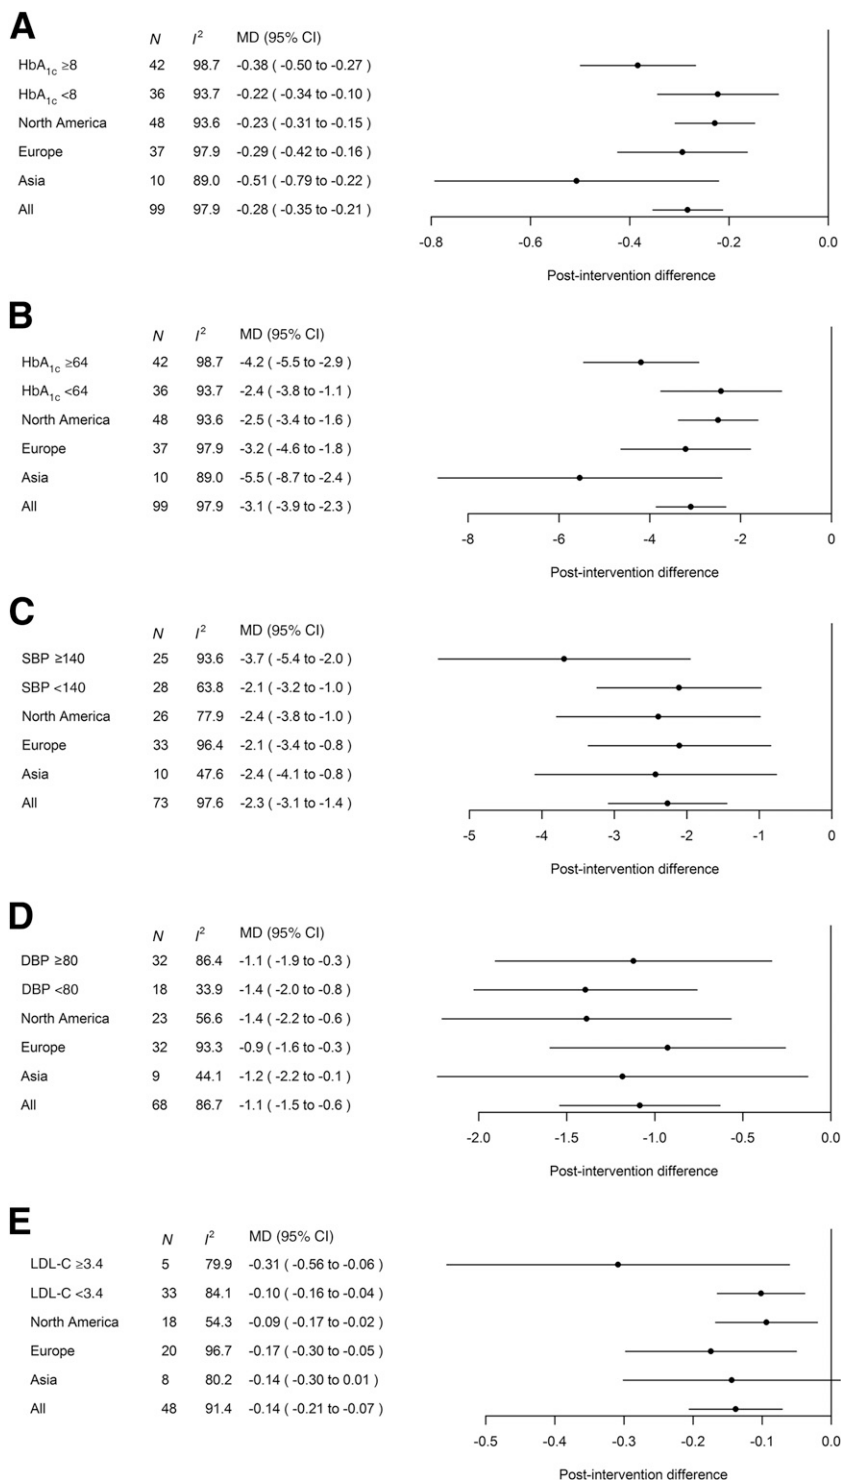 A
N I² MD (95% CI)
HbA1c ≥8 42 98.7 -0.38 ( -0.50 to -0.27 )
HbA1c <8 36 93.7 -0.22 ( -0.34 to -0.10 )
North America 48 93.6 -0.23 ( -0.31 to -0.15 )
Europe 37 97.9 -0.29 ( -0.42 to -0.16 )
Asia 10 89.0 -0.51 ( -0.79 to -0.22 )
All 99 97.9 -0.28 ( -0.35 to -0.21 )
-0.8 -0.6 -0.4 -0.2 0.0
Post-intervention difference
B
N I² MD (95% CI)
HbA1c ≥64 42 98.7 -4.2 ( -5.5 to -2.9 )
HbA1c <64 36 93.7 -2.4 ( -3.8 to -1.1 )
North America 48 93.6 -2.5 ( -3.4 to -1.6 )
Europe 37 97.9 -3.2 ( -4.6 to -1.8 )
Asia 10 89.0 -5.5 ( -8.7 to -2.4 )
All 99 97.9 -3.1 ( -3.9 to -2.3 )
-8 -6 -4 -2 0
Post-intervention difference
C
N I² MD (95% CI)
SBP ≥140 25 93.6 -3.7 ( -5.4 to -2.0 )
SBP <140 28 63.8 -2.1 ( -3.2 to -1.0 )
North America 26 77.9 -2.4 ( -3.8 to -1.0 )
Europe 33 96.4 -2.1 ( -3.4 to -0.8 )
Asia 10 47.6 -2.4 ( -4.1 to -0.8 )
All 73 97.6 -2.3 ( -3.1 to -1.4 )
-5 -4 -3 -2 -1 0
Post-intervention difference
D
N I² MD (95% CI)
DBP ≥80 32 86.4 -1.1 ( -1.9 to -0.3 )
DBP <80 18 33.9 -1.4 ( -2.0 to -0.8 )
North America 23 56.6 -1.4 ( -2.2 to -0.6 )
Europe 32 93.3 -0.9 ( -1.6 to -0.3 )
Asia 9 44.1 -1.2 ( -2.2 to -0.1 )
All 68 86.7 -1.1 ( -1.5 to -0.6 )
-2.0 -1.5 -1.0 -0.5 0.0
Post-intervention difference
E
N I² MD (95% CI)
LDL-C ≥3.4 5 79.9 -0.31 ( -0.56 to -0.06 )
LDL-C <3.4 33 84.1 -0.10 ( -0.16 to -0.04 )
North America 18 54.3 -0.09 ( -0.17 to -0.02 )
Europe 20 96.7 -0.17 ( -0.30 to -0.05 )
Asia 8 80.2 -0.14 ( -0.30 to 0.01 )
All 48 91.4 -0.14 ( -0.21 to -0.07 )
-0.5 -0.4 -0.3 -0.2 -0.1 0.0
Post-intervention difference